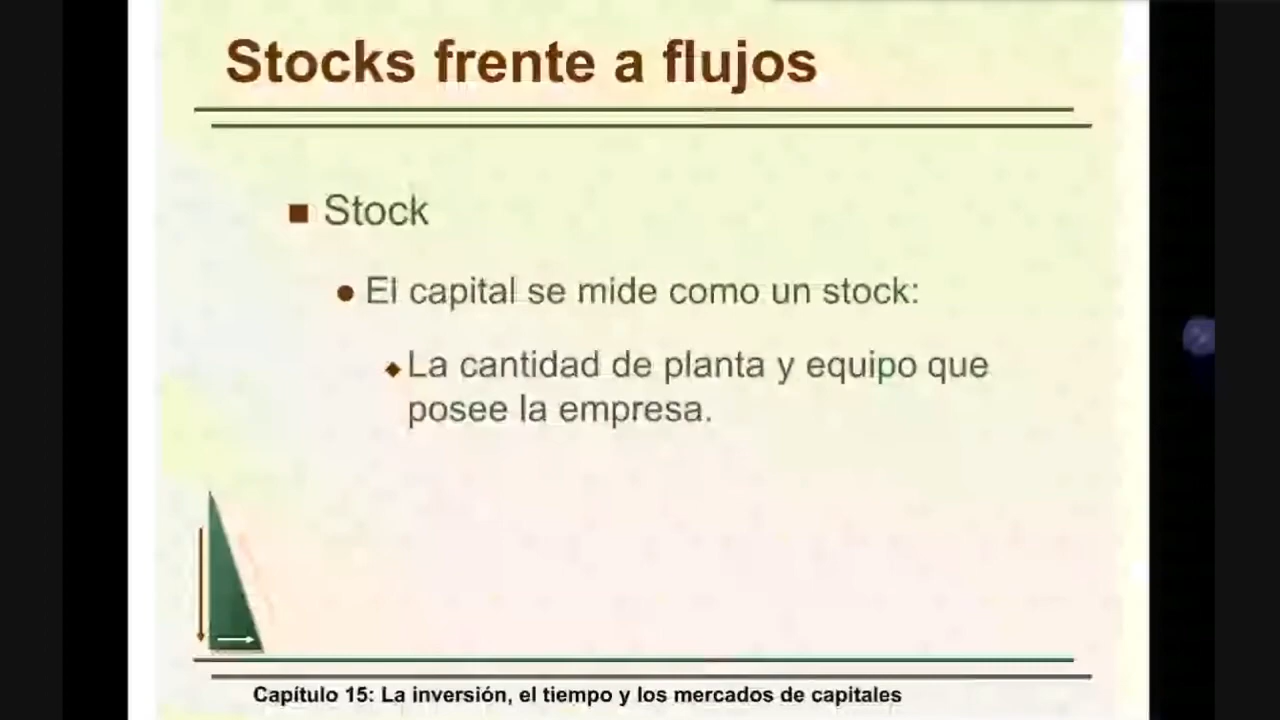 Stocks frente a flujos
Stock
El capital se mide como un stock:
La cantidad de planta y equipo que
posee la empresa.
Capítulo 15: La inversión, el tiempo y los mercados de capitales